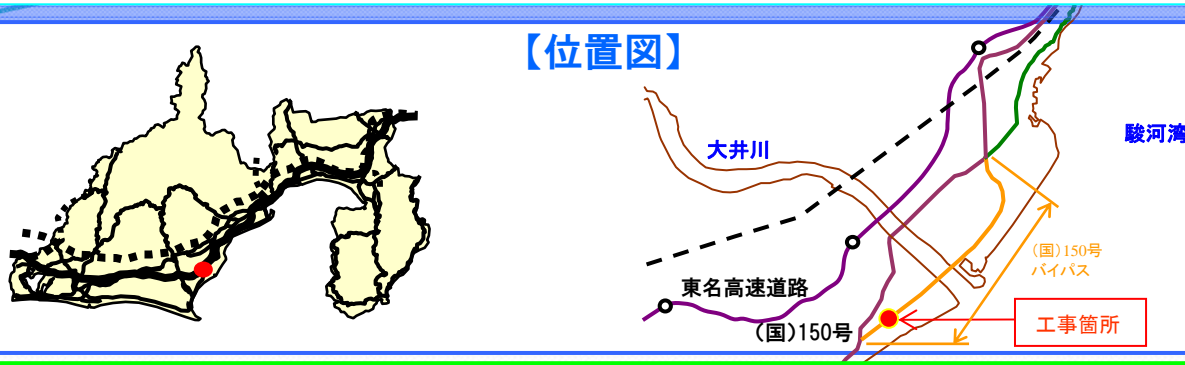 【位置図】
大井川
駿河湾
(国)150号
バイパス
東名高速道路
(国)150号
工事箇所